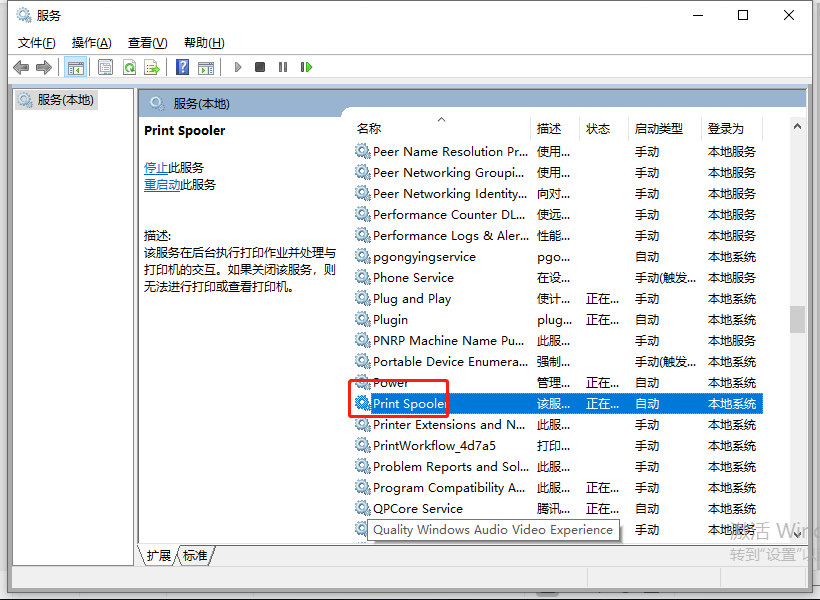 服务
文件(F) 操作(A) 查看(V) 帮助(H)
服务(本地)
服务(本地)
Print Spooler
停止此服务
重启动此服务
描述:
该服务在后台执行打印作业并处理与
打印机的交互。如果关闭该服务，则
无法进行打印或查看打印机。
名称 描述 状态 启动类型 登录为
Peer Name Resolution Pr... 使用... 手动 本地服务
Peer Networking Groupi... 使用... 手动 本地服务
Peer Networking Identity... 向对... 手动 本地服务
Performance Counter DL... 使远... 手动 本地服务
Performance Logs & Aler... 性能... 手动 本地服务
pgongyingservice pgo... 自动 本地系统
Phone Service 在设... 手动(触发... 本地服务
Plug and Play 使计... 正在... 手动 本地系统
Plugin plug... 正在... 自动 本地系统
PNRP Machine Name Pu... 此服... 手动 本地服务
Portable Device Enumera... 强制... 手动(触发... 本地系统
Power 管理... 正在... 自动 本地系统
Print Spooler 该服... 正在... 自动 本地系统
Printer Extensions and N... 此服... 手动 本地系统
PrintWorkflow_4d7a5 打印... 手动 本地系统
Problem Reports and Sol... 此服... 手动 本地系统
Program Compatibility A... 此服... 正在... 手动 本地系统
QPCore Service 腾讯... 正在... 自动 本地系统
Quality Windows Audio Video Experience 手动 本地服务
扩展 标准
激活 Win
转到"设置"以